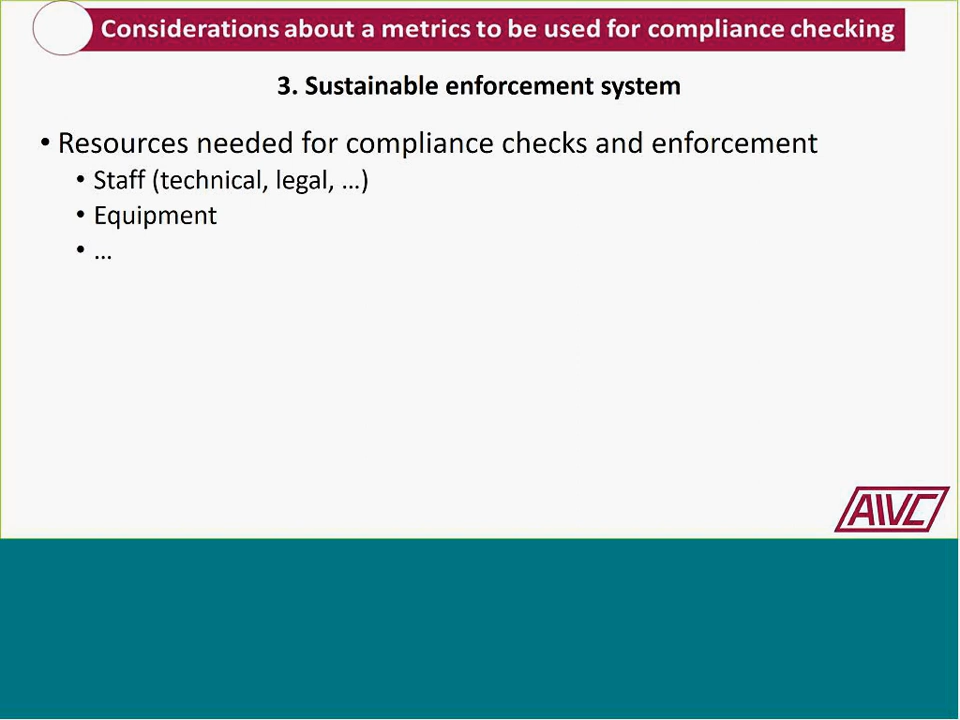 Considerations about a metrics to be used for compliance checking
3. Sustainable enforcement system
• Resources needed for compliance checks and enforcement
• Staff (technical, legal, ...)
• Equipment
• ...
AIVC